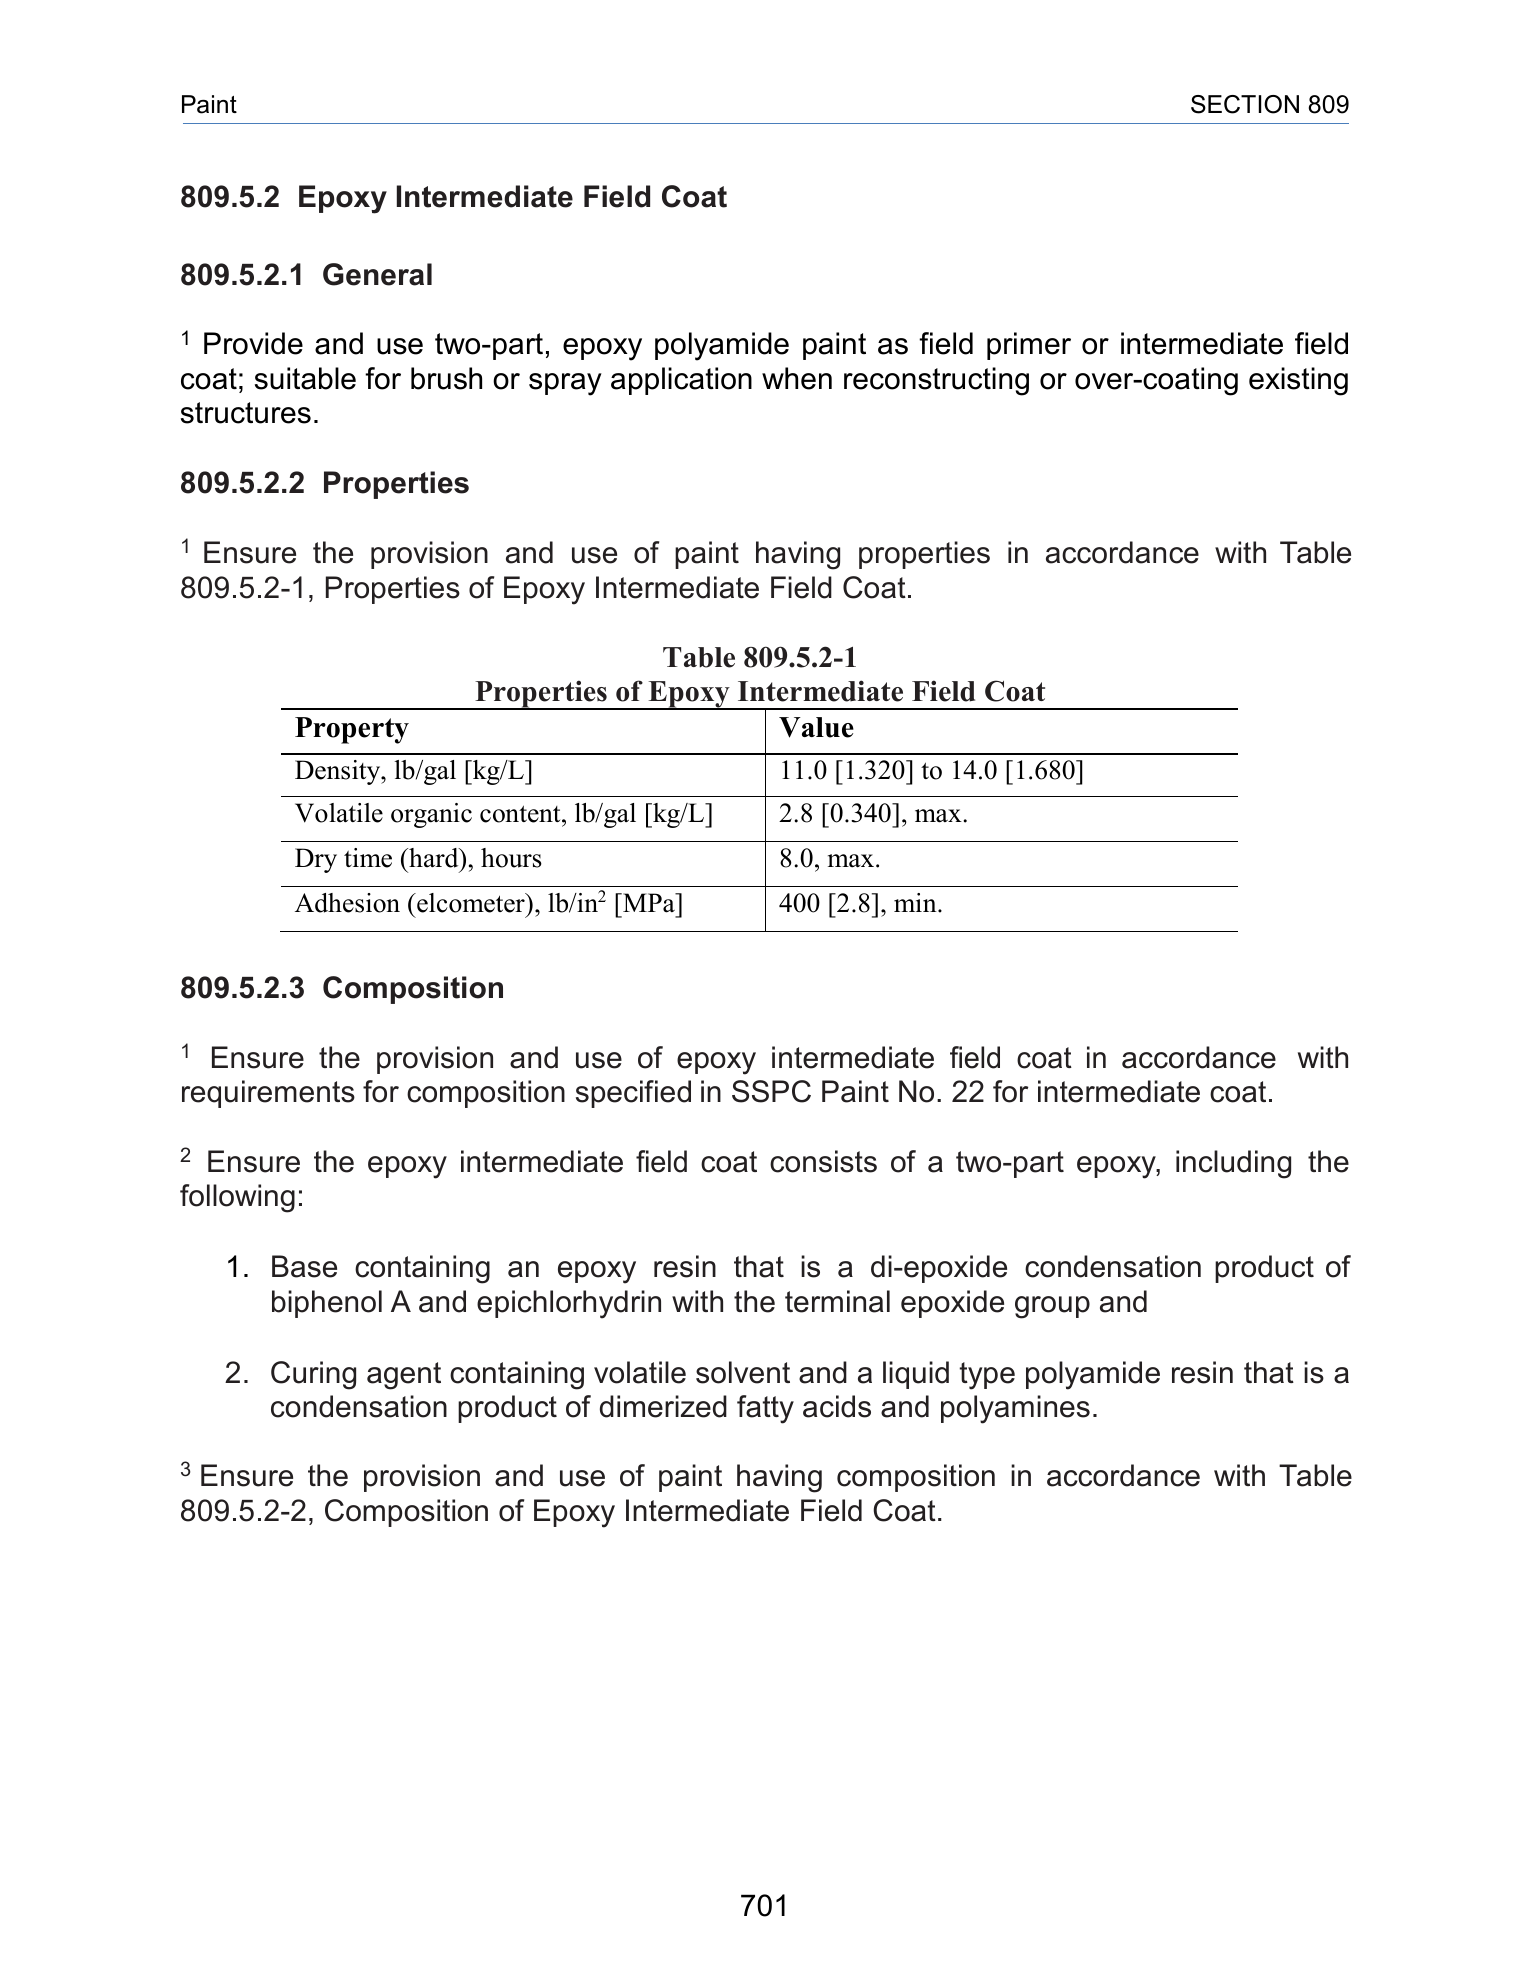 Paint SECTION 809
809.5.2 Epoxy Intermediate Field Coat
809.5.2.1 General
1 Provide and use two-part, epoxy polyamide paint as field primer or intermediate field
coat; suitable for brush or spray application when reconstructing or over-coating existing
structures.
809.5.2.2 Properties
1 Ensure the provision and use of paint having properties in accordance with Table
809.5.2-1, Properties of Epoxy Intermediate Field Coat.
Table 809.5.2-1
Properties of Epoxy Intermediate Field Coat
Property Value
Density, lb/gal [kg/L] 11.0 [1.320] to 14.0 [1.680]
Volatile organic content, lb/gal [kg/L] 2.8 [0.340], max.
Dry time (hard), hours 8.0, max.
Adhesion (elcometer), lb/in2 [MPa] 400 [2.8], min.
809.5.2.3 Composition
1 Ensure the provision and use of epoxy intermediate field coat in accordance with
requirements for composition specified in SSPC Paint No. 22 for intermediate coat.
2 Ensure the epoxy intermediate field coat consists of a two-part epoxy, including the
following:
1. Base containing an epoxy resin that is a di-epoxide condensation product of
biphenol A and epichlorhydrin with the terminal epoxide group and
2. Curing agent containing volatile solvent and a liquid type polyamide resin that is a
condensation product of dimerized fatty acids and polyamines.
3 Ensure the provision and use of paint having composition in accordance with Table
809.5.2-2, Composition of Epoxy Intermediate Field Coat.
701